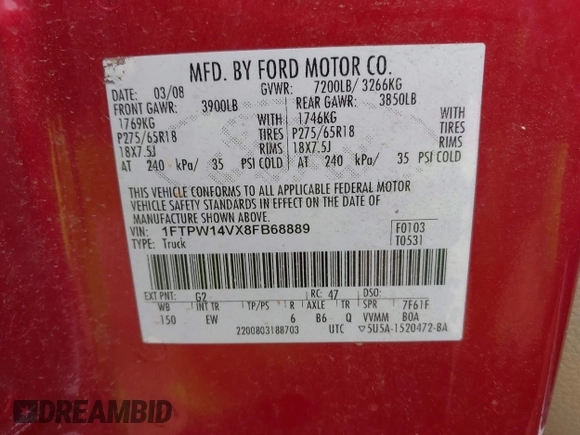 MFD. BY FORD MOTOR CO.
DATE: 03/08 GVWR: 7200LB/ 3266KG
FRONT GAWR: 3900LB REAR GAWR: 3850LB
1769KG WITH 1746KG WITH
P275/65R18 TIRES P275/65R18 TIRES
18X7.5J RIMS 18X7.5J RIMS
AT 240 kPa/ 35 PSI COLD AT 240 kPa/ 35 PSI COLD
THIS VEHICLE CONFORMS TO ALL APPLICABLE FEDERAL MOTOR
VEHICLE SAFETY STANDARDS IN EFFECT ON THE DATE OF
MANUFACTURE SHOWN ABOVE.
VIN: 1FTPW14VX8FB68889 F0103
TYPE: Truck T0531
EXT PNT: G2 RC: 47 DSO:
WB INT TR TP/PS R AXLE TR SPR 7F61F
150 EW 6 B6 Q VVMM BOA
2200803188703 UTC ▽5U5A-1520472-BA
DREAMBID